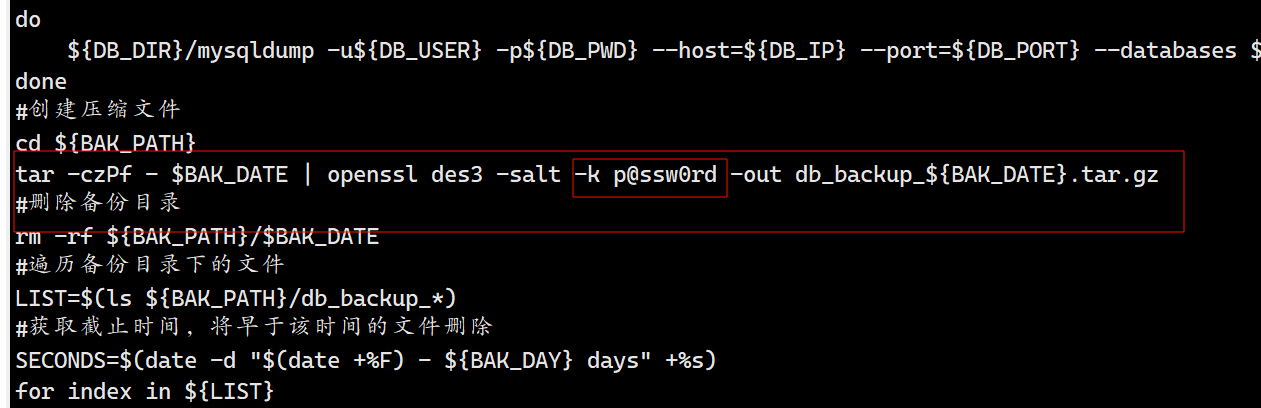 do
    ${DB_DIR}/mysqldump -u${DB_USER} -p${DB_PWD} --host=${DB_IP} --port=${DB_PORT} --databases $
done
#创建压缩文件
cd ${BAK_PATH}
tar -czPf - $BAK_DATE | openssl des3 -salt -k p@ssw0rd -out db_backup_${BAK_DATE}.tar.gz
#删除备份目录
rm -rf ${BAK_PATH}/$BAK_DATE
#遍历备份目录下的文件
LIST=$(ls ${BAK_PATH}/db_backup_*)
#获取截止时间，将早于该时间的文件删除
SECONDS=$(date -d "$(date +%F) - ${BAK_DAY} days" +%s)
for index in ${LIST}